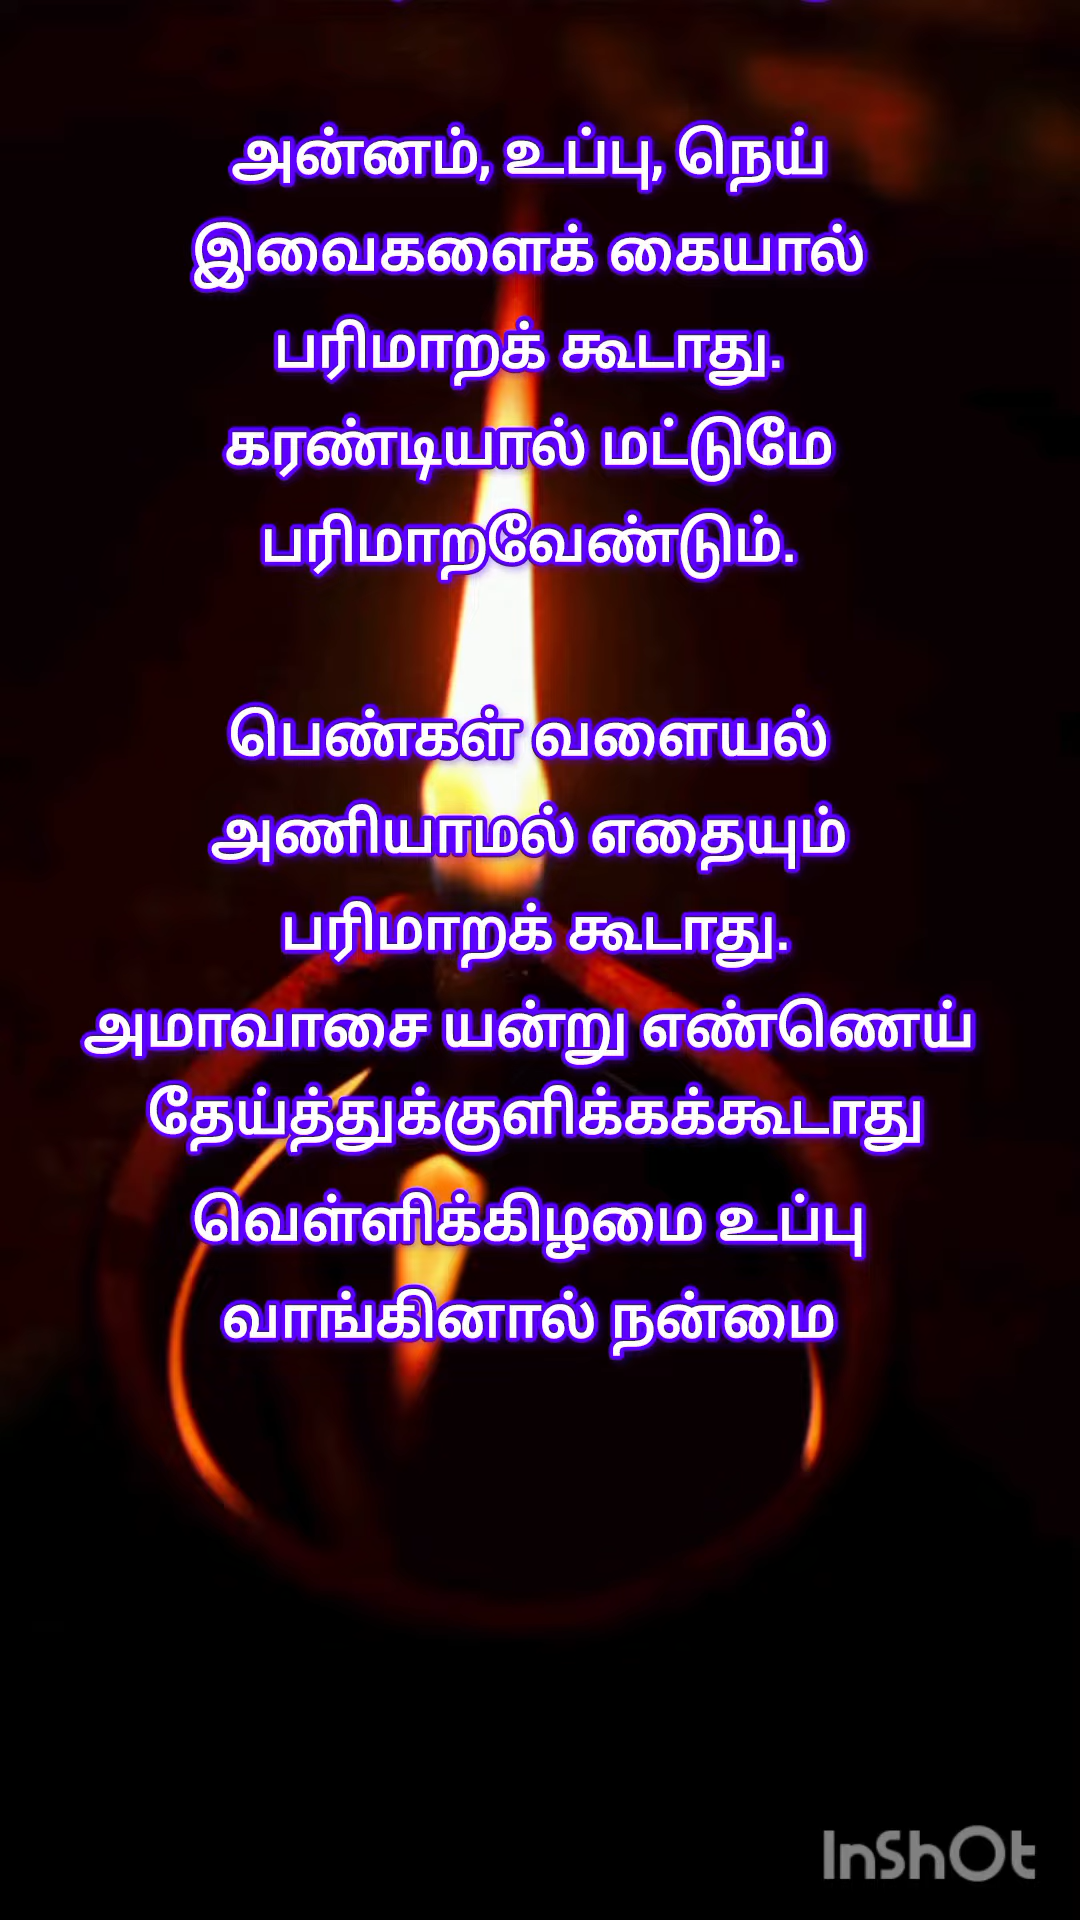 அன்னம், உப்பு, நெய்
இவைகளைக் கையால்
பரிமாறக் கூடாது.
கரண்டியால் மட்டுமே
பரிமாறவேண்டும்.
பெண்கள் வளையல்
அணியாமல் எதையும்
பரிமாறக் கூடாது.
அமாவாசை யன்று எண்ணெய்
தேய்த்துக்குளிக்கக்கூடாது
வெள்ளிக்கிழமை உப்பு
வாங்கினால் நன்மை
InShOt